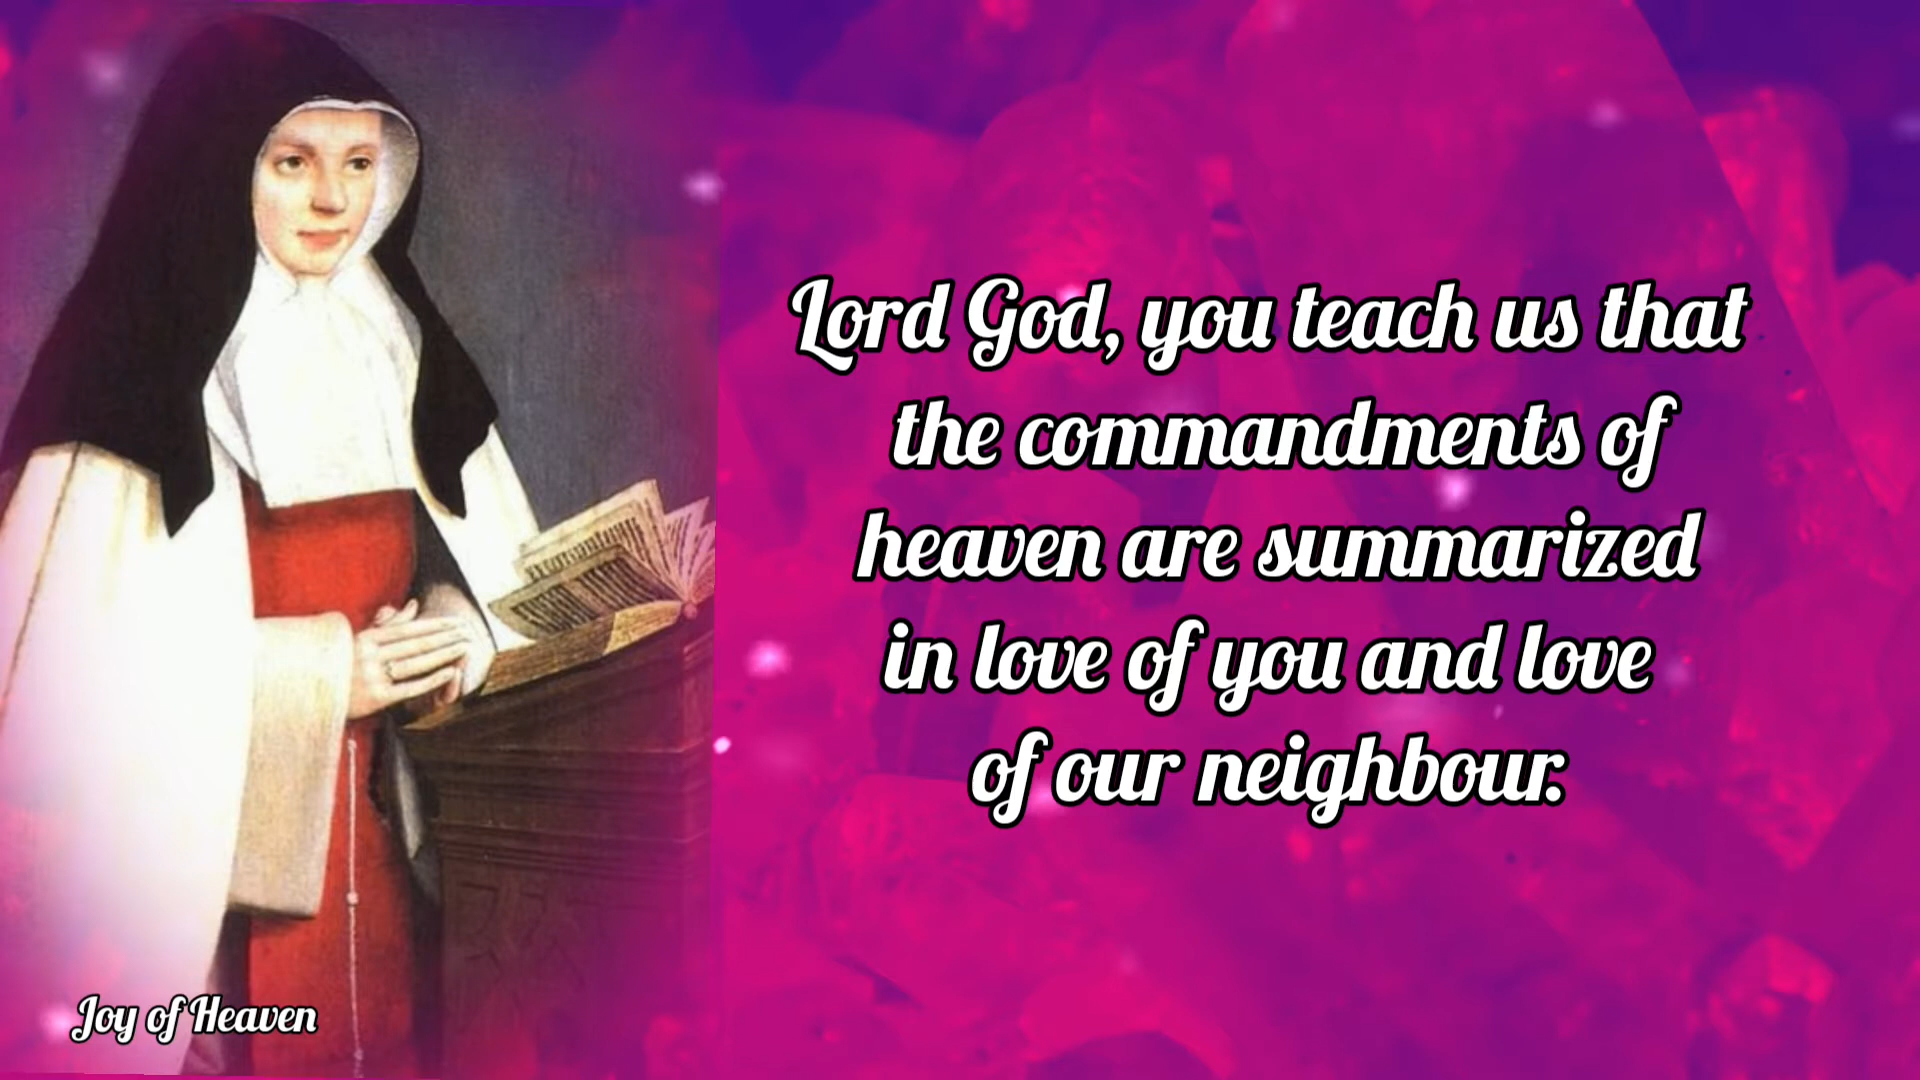 Lord God, you teach us that
the commandments of
heaven are summarized
in love of you and love
of our neighbour.
Joy of Heaven